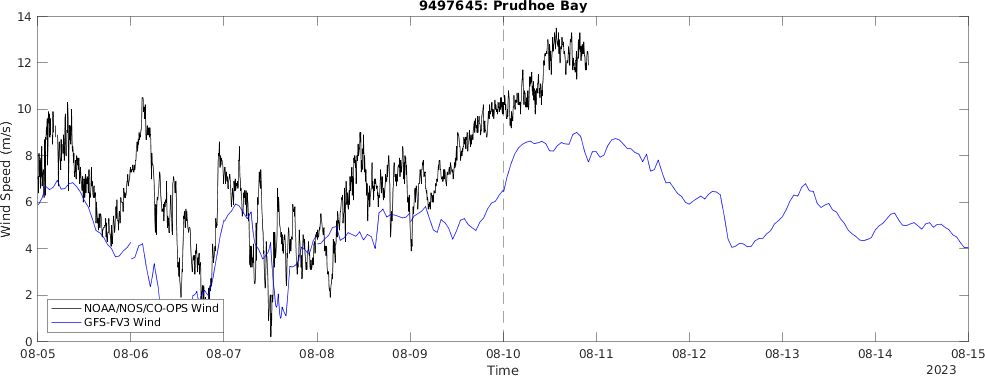 9497645: Prudhoe Bay
14
12
10
8
6
4
2
0
Wind Speed (m/s)
NOAA/NOS/CO-OPS Wind
GFS-FV3 Wind
08-05 08-06 08-07 08-08 08-09 08-10 08-11 08-12 08-13 08-14 08-15
Time
2023